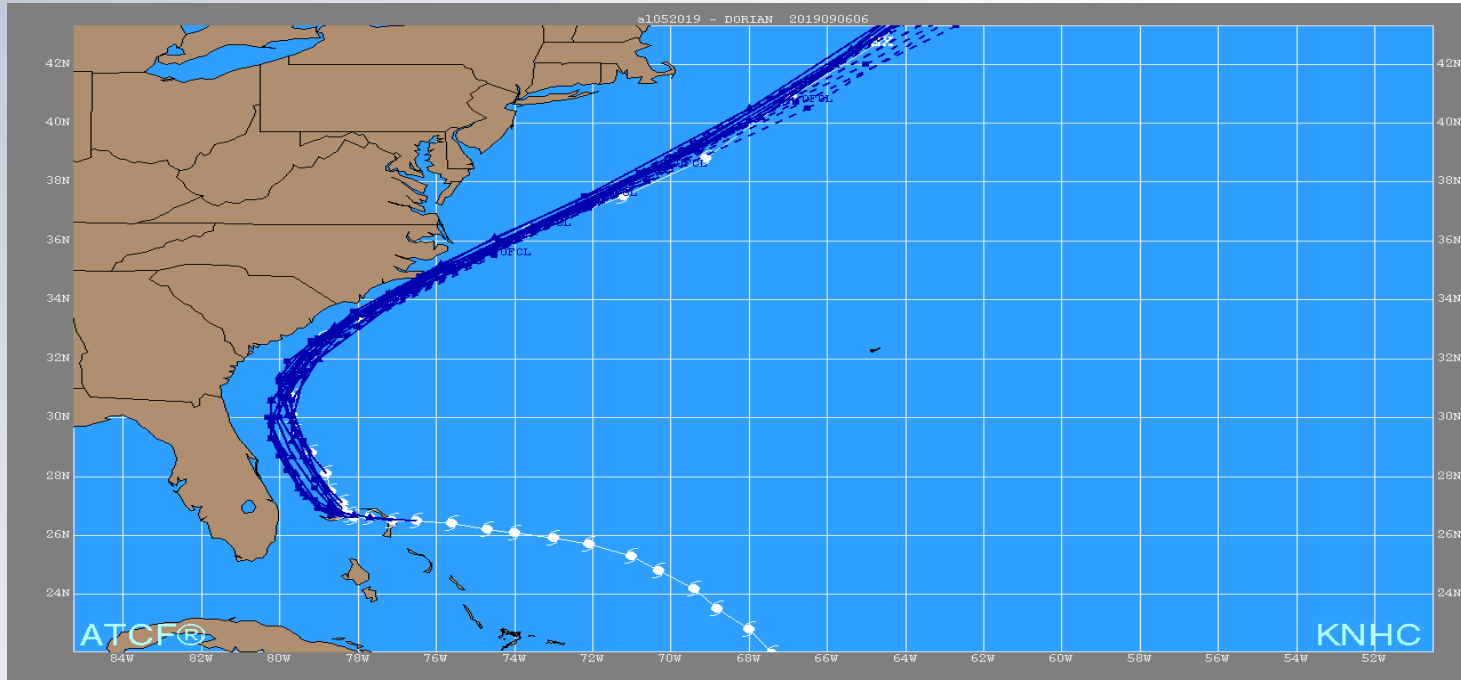 al052019 - DORIAN 2019090606
42N 42N
OFCL
40N 40N
38N 38N
36N 36N
OFCL
34N 34N
32N 32N
30N 30N
28N 28N
26N 26N
24N 24N
ATCF® KNHC
84W 82W 80W 78W 76W 74W 72W 70W 68W 66W 64W 62W 60W 58W 56W 54W 52W